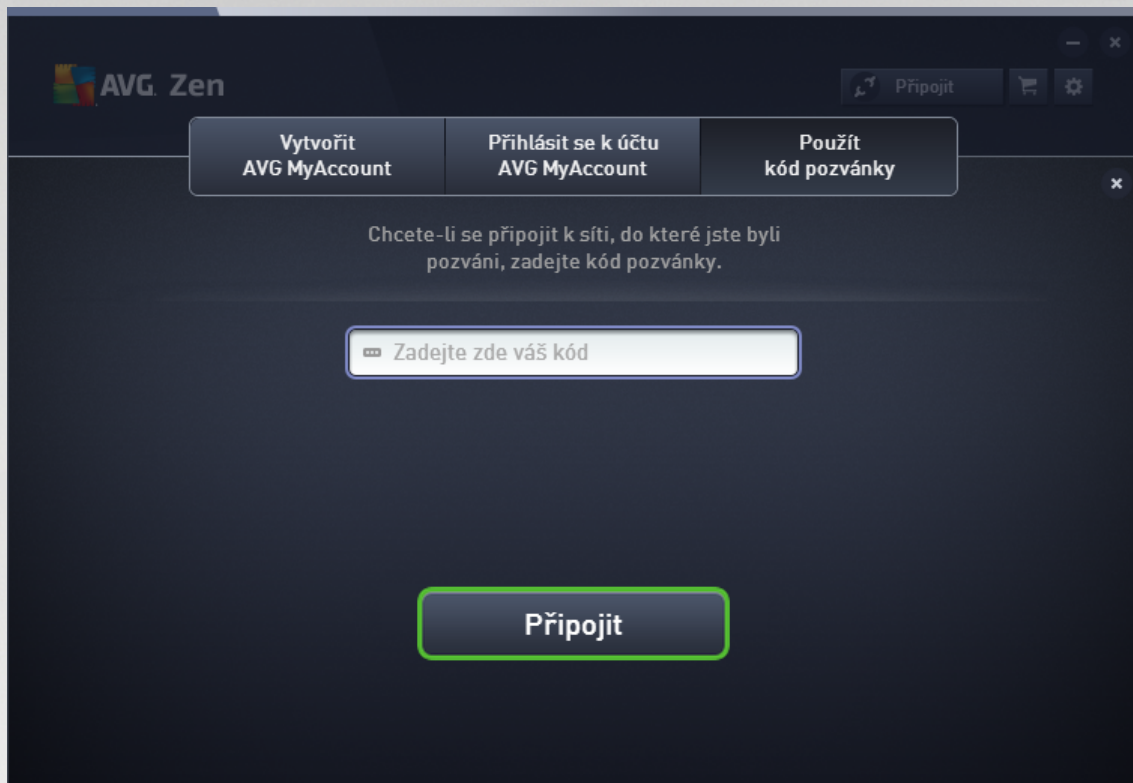 AVG. Zen
Připojit
Vytvořit
AVG MyAccount
Přihlásit se k účtu
AVG MyAccount
Použít
kód pozvánky
Chcete-li se připojit k síti, do které jste byli
pozváni, zadejte kód pozvánky.
Zadejte zde váš kód
Připojit